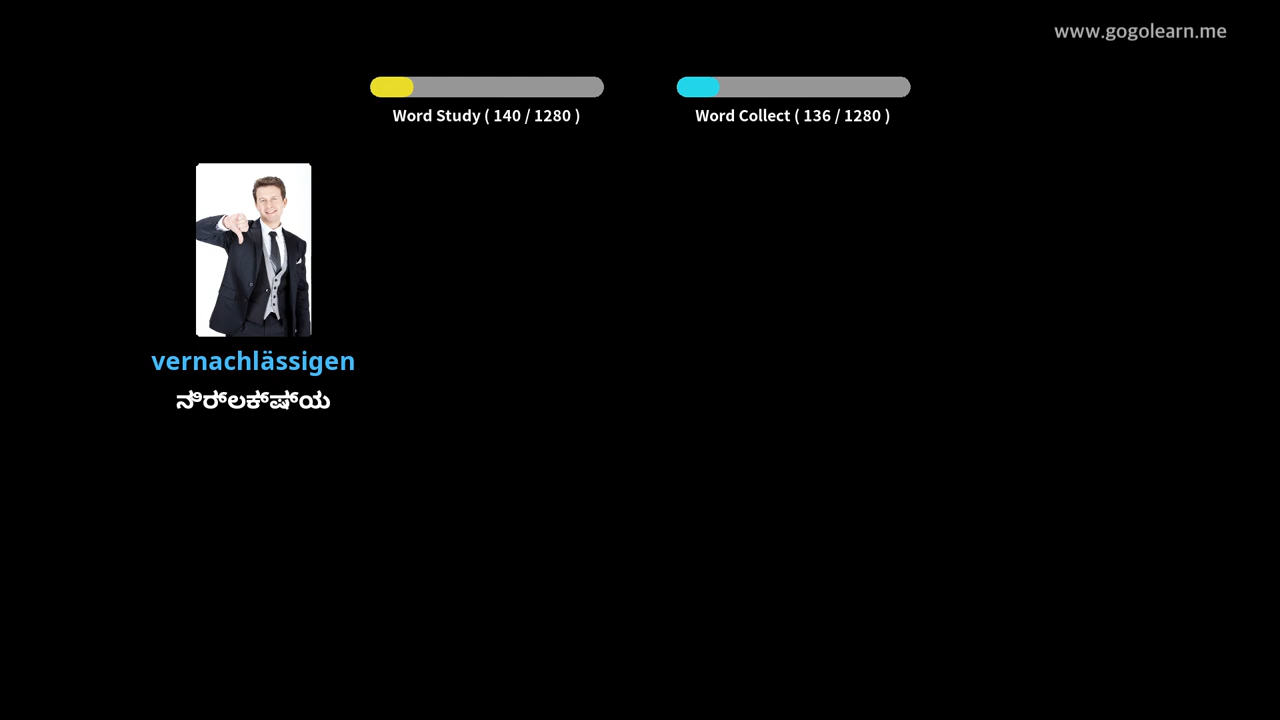 www.gogolearn.me
Word Study ( 140 / 1280 )
Word Collect ( 136 / 1280 )
vernachlässigen
ನಿರ್ಲಕ್ಷ್ಯ